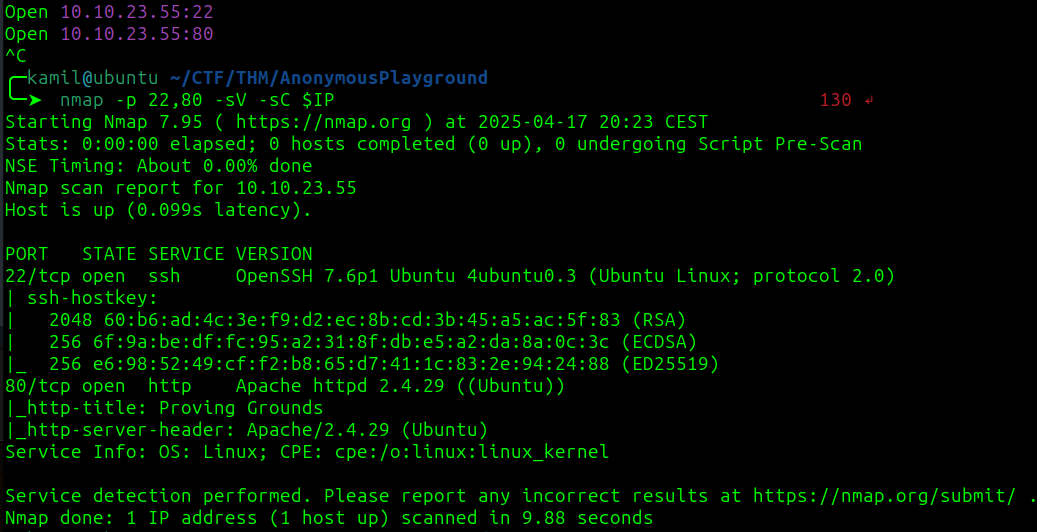 Open 10.10.23.55:22
Open 10.10.23.55:80
^C
kamil@ubuntu ~/CTF/THM/AnonymousPlayground
nmap -p 22,80 -sV -sC $IP 130 ↲
Starting Nmap 7.95 ( https://nmap.org ) at 2025-04-17 20:23 CEST
Stats: 0:00:00 elapsed; 0 hosts completed (0 up), 0 undergoing Script Pre-Scan
NSE Timing: About 0.00% done
Nmap scan report for 10.10.23.55
Host is up (0.099s latency).

PORT   STATE SERVICE VERSION
22/tcp open  ssh     OpenSSH 7.6p1 Ubuntu 4ubuntu0.3 (Ubuntu Linux; protocol 2.0)
| ssh-hostkey:
|   2048 60:b6:ad:4c:3e:f9:d2:ec:8b:cd:3b:45:a5:ac:5f:83 (RSA)
|   256 6f:9a:be:df:fc:95:a2:31:8f:db:e5:a2:da:8a:0c:3c (ECDSA)
|_  256 e6:98:52:49:cf:f2:b8:65:d7:41:1c:83:2e:94:24:88 (ED25519)
80/tcp open  http    Apache httpd 2.4.29 ((Ubuntu))
|_http-title: Proving Grounds
|_http-server-header: Apache/2.4.29 (Ubuntu)
Service Info: OS: Linux; CPE: cpe:/o:linux:linux_kernel

Service detection performed. Please report any incorrect results at https://nmap.org/submit/ .
Nmap done: 1 IP address (1 host up) scanned in 9.88 seconds